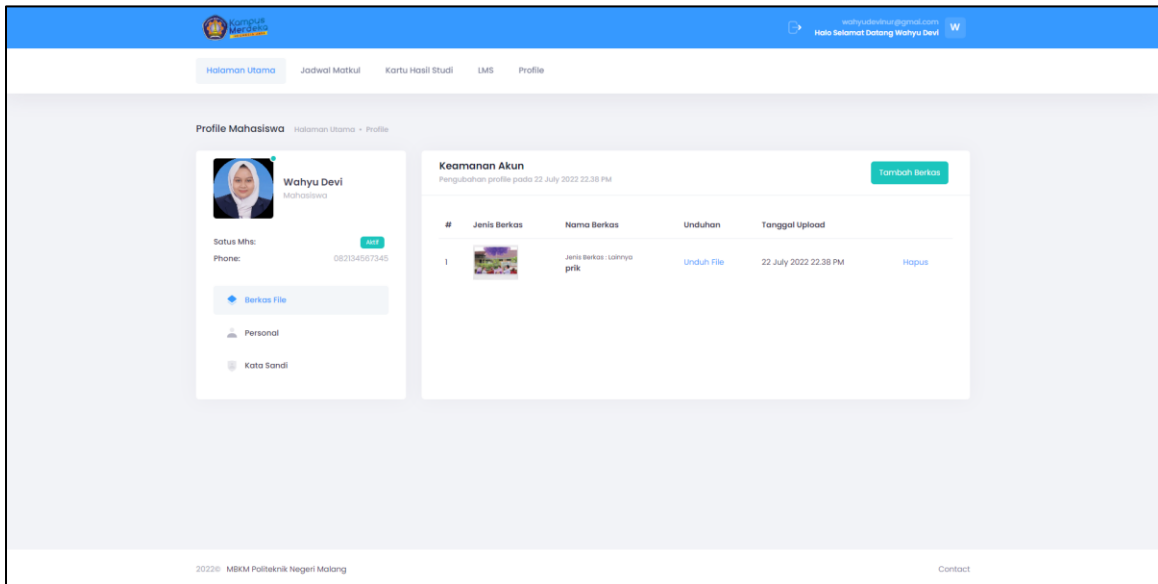 Kampus
Merdeka
wahyudevinur@gmail.com
Halo Selamat Datang Wahyu Devi
W
Halaman Utama
Jadwal Matkul
Kartu Hasil Studi
LMS
Profile
Profile Mahasiswa
Halaman Utama • Profile
Wahyu Devi
Mahasiswa
Satus Mhs:
Aktif
Phone:
082134567345
Berkas File
Personal
Kata Sandi
Keamanan Akun
Pengubahan profile pada 22 July 2022 22.38 PM
Tambah Berkas
# Jenis Berkas Nama Berkas Unduhan Tanggal Upload
1
Jenis Berkas : Lainnya
prik
Unduh File
22 July 2022 22.38 PM
Hapus
2022© MBKM Politeknik Negeri Malang
Contact